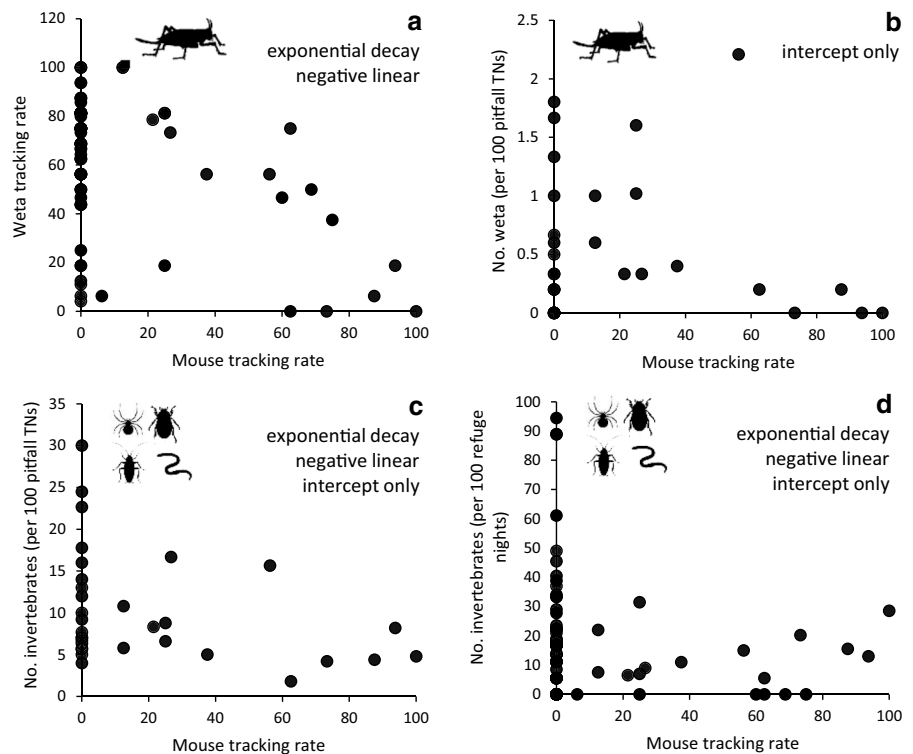 a
exponential decay
negative linear
Weta tracking rate
120
100
80
60
40
20
0
0 20 40 60 80 100
Mouse tracking rate
b
intercept only
No. weta (per 100 pitfall TNs)
2.5
2
1.5
1
0.5
0
0 20 40 60 80 100
Mouse tracking rate
c
exponential decay
negative linear
intercept only
No. invertebrates (per 100 pitfall TNs)
35
30
25
20
15
10
5
0
0 20 40 60 80 100
Mouse tracking rate
d
exponential decay
negative linear
intercept only
No. invertebrates (per 100 refuge
nights)
100
90
80
70
60
50
40
30
20
10
0
0 20 40 60 80 100
Mouse tracking rate